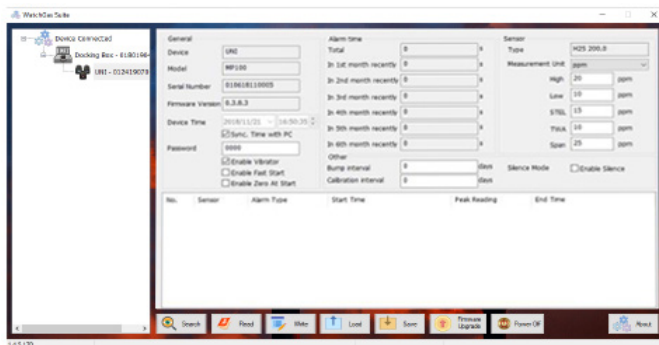 WatchGas Suite
Device Connected
Docking Box - 0180196-
UNI - 012419078
General
Device UNI
Model MP100
Serial Number 010618110005
Firmware Version 0.3.8.3
Device Time 2018/11/21 16:50:35
Sync. Time with PC
Password 0000
Enable Vibrator
Enable Fast Start
Enable Zero At Start
Alarm time
Total 0 s
In 1st month recently 0 s
In 2nd month recently 0 s
In 3rd month recently 0 s
In 4th month recently 0 s
In 5th month recently 0 s
In 6th month recently 0 s
Other
Bump interval 0 days
Calibration interval 0 days
Sensor
Type H2S 200.0
Measurement Unit ppm
High 20 ppm
Low 10 ppm
STEL 15 ppm
TWA 10 ppm
Span 25 ppm
Silence Mode Enable Silence
No. Sensor Alarm Type Start Time Peak Reading End Time
Search Read Write Load Save Firmware Upgrade Power Off About